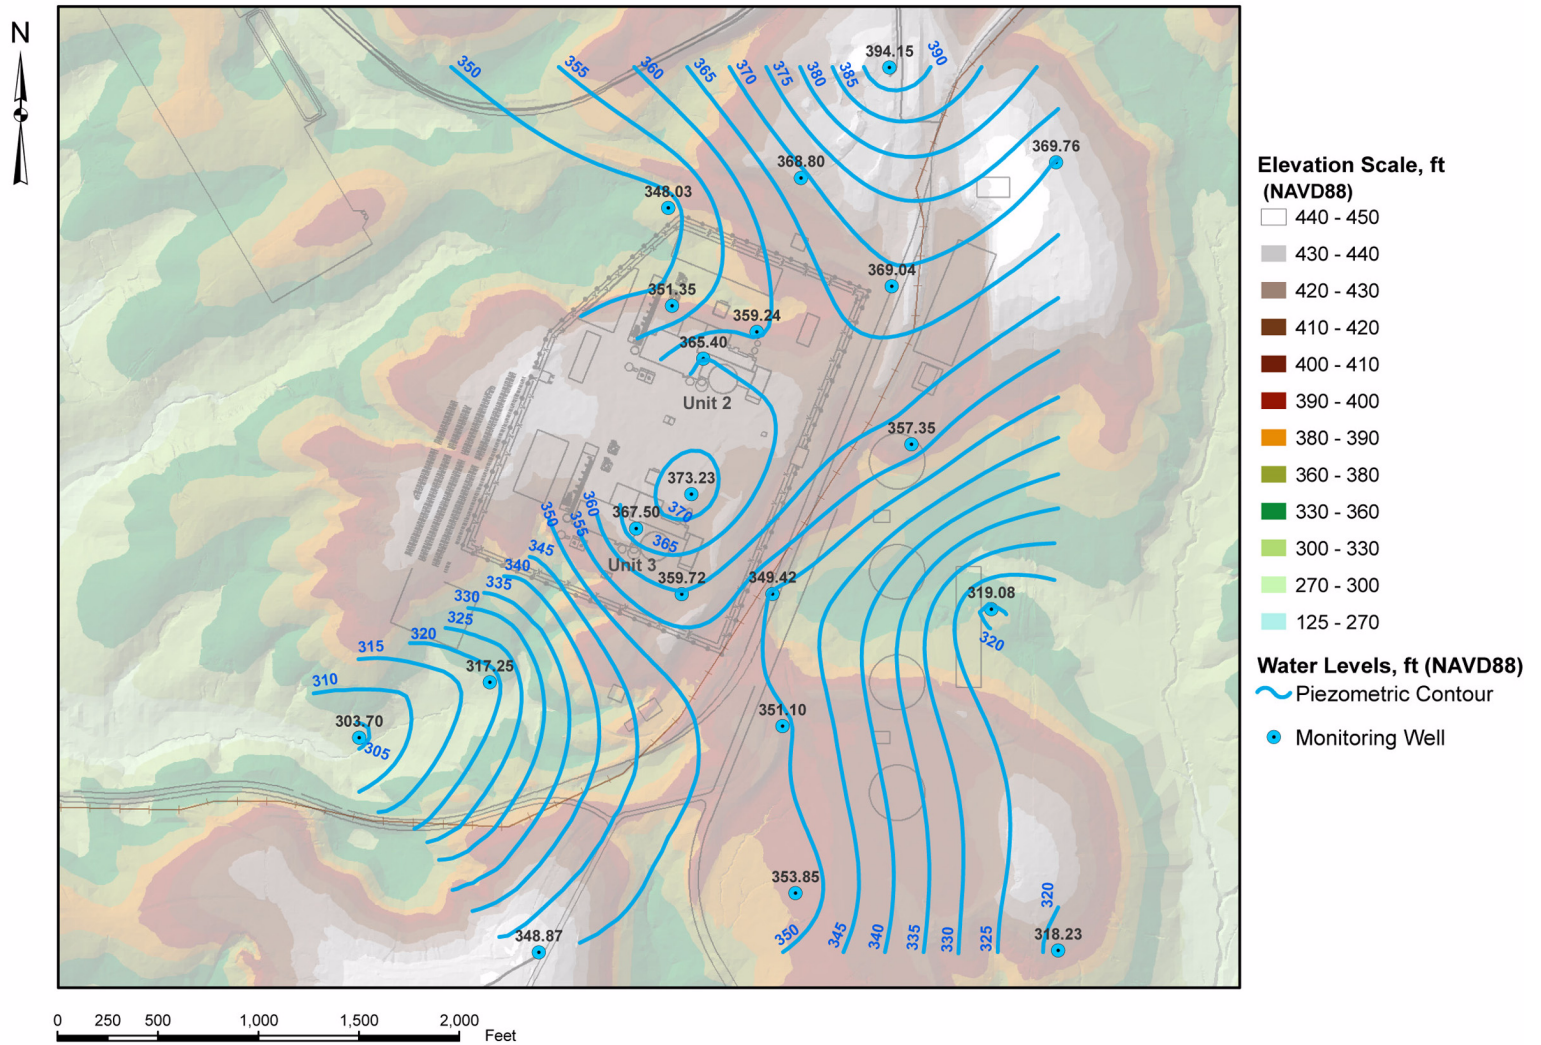 N
394.15
390
350
355
360
365
370
375
380
385
369.76
368.80
348.03
369.04
351.35
359.24
365.40
Unit 2
357.35
373.23
370
367.50
365
360
355
350
345
Unit 3
340
359.72
349.42
335
330
319.08
325
320
320
315
317.25
310
303.70
305
351.10
353.85
320
350
345
340
335
330
325
318.23
348.87
Elevation Scale, ft
(NAVD88)
440 - 450
430 - 440
420 - 430
410 - 420
400 - 410
390 - 400
380 - 390
360 - 380
330 - 360
300 - 330
270 - 300
125 - 270
Water Levels, ft (NAVD88)
Piezometric Contour
Monitoring Well
0 250 500 1,000 1,500 2,000
Feet